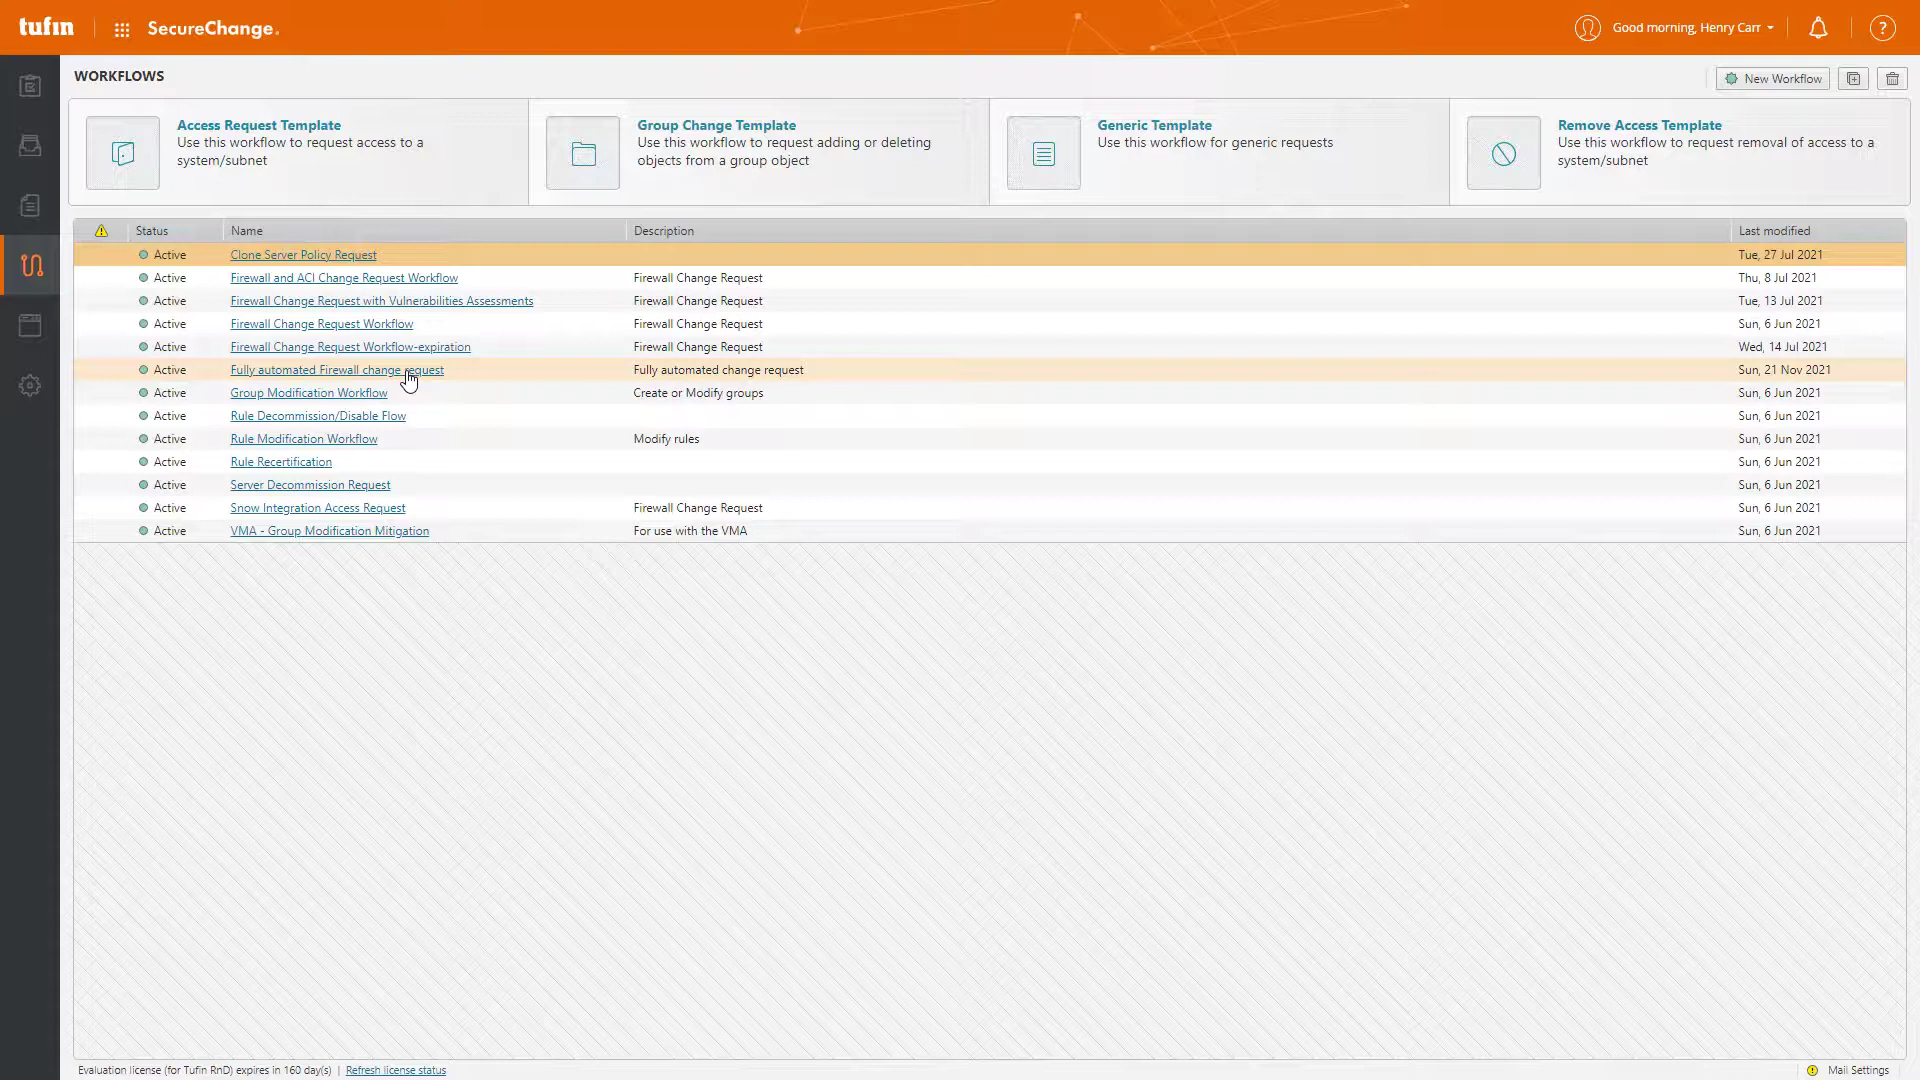 tufin SecureChange. Good morning, Henry Carr ?
WORKFLOWS New Workflow
Access Request Template
Use this workflow to request access to a
system/subnet
Group Change Template
Use this workflow to request adding or deleting
objects from a group object
Generic Template
Use this workflow for generic requests
Remove Access Template
Use this workflow to request removal of access to a
system/subnet
Status Name Description Last modified
Active Clone Server Policy Request Tue, 27 Jul 2021
Active Firewall and ACI Change Request Workflow Firewall Change Request Thu, 8 Jul 2021
Active Firewall Change Request with Vulnerabilities Assessments Firewall Change Request Tue, 13 Jul 2021
Active Firewall Change Request Workflow Firewall Change Request Sun, 6 Jun 2021
Active Firewall Change Request Workflow-expiration Firewall Change Request Wed, 14 Jul 2021
Active Fully automated Firewall change request Fully automated change request Sun, 21 Nov 2021
Active Group Modification Workflow Create or Modify groups Sun, 6 Jun 2021
Active Rule Decommission/Disable Flow Sun, 6 Jun 2021
Active Rule Modification Workflow Modify rules Sun, 6 Jun 2021
Active Rule Recertification Sun, 6 Jun 2021
Active Server Decommission Request Sun, 6 Jun 2021
Active Snow Integration Access Request Firewall Change Request Sun, 6 Jun 2021
Active VMA - Group Modification Mitigation For use with the VMA Sun, 6 Jun 2021
Evaluation license (for Tufin RnD) expires in 160 day(s) | Refresh license status Mail Settings